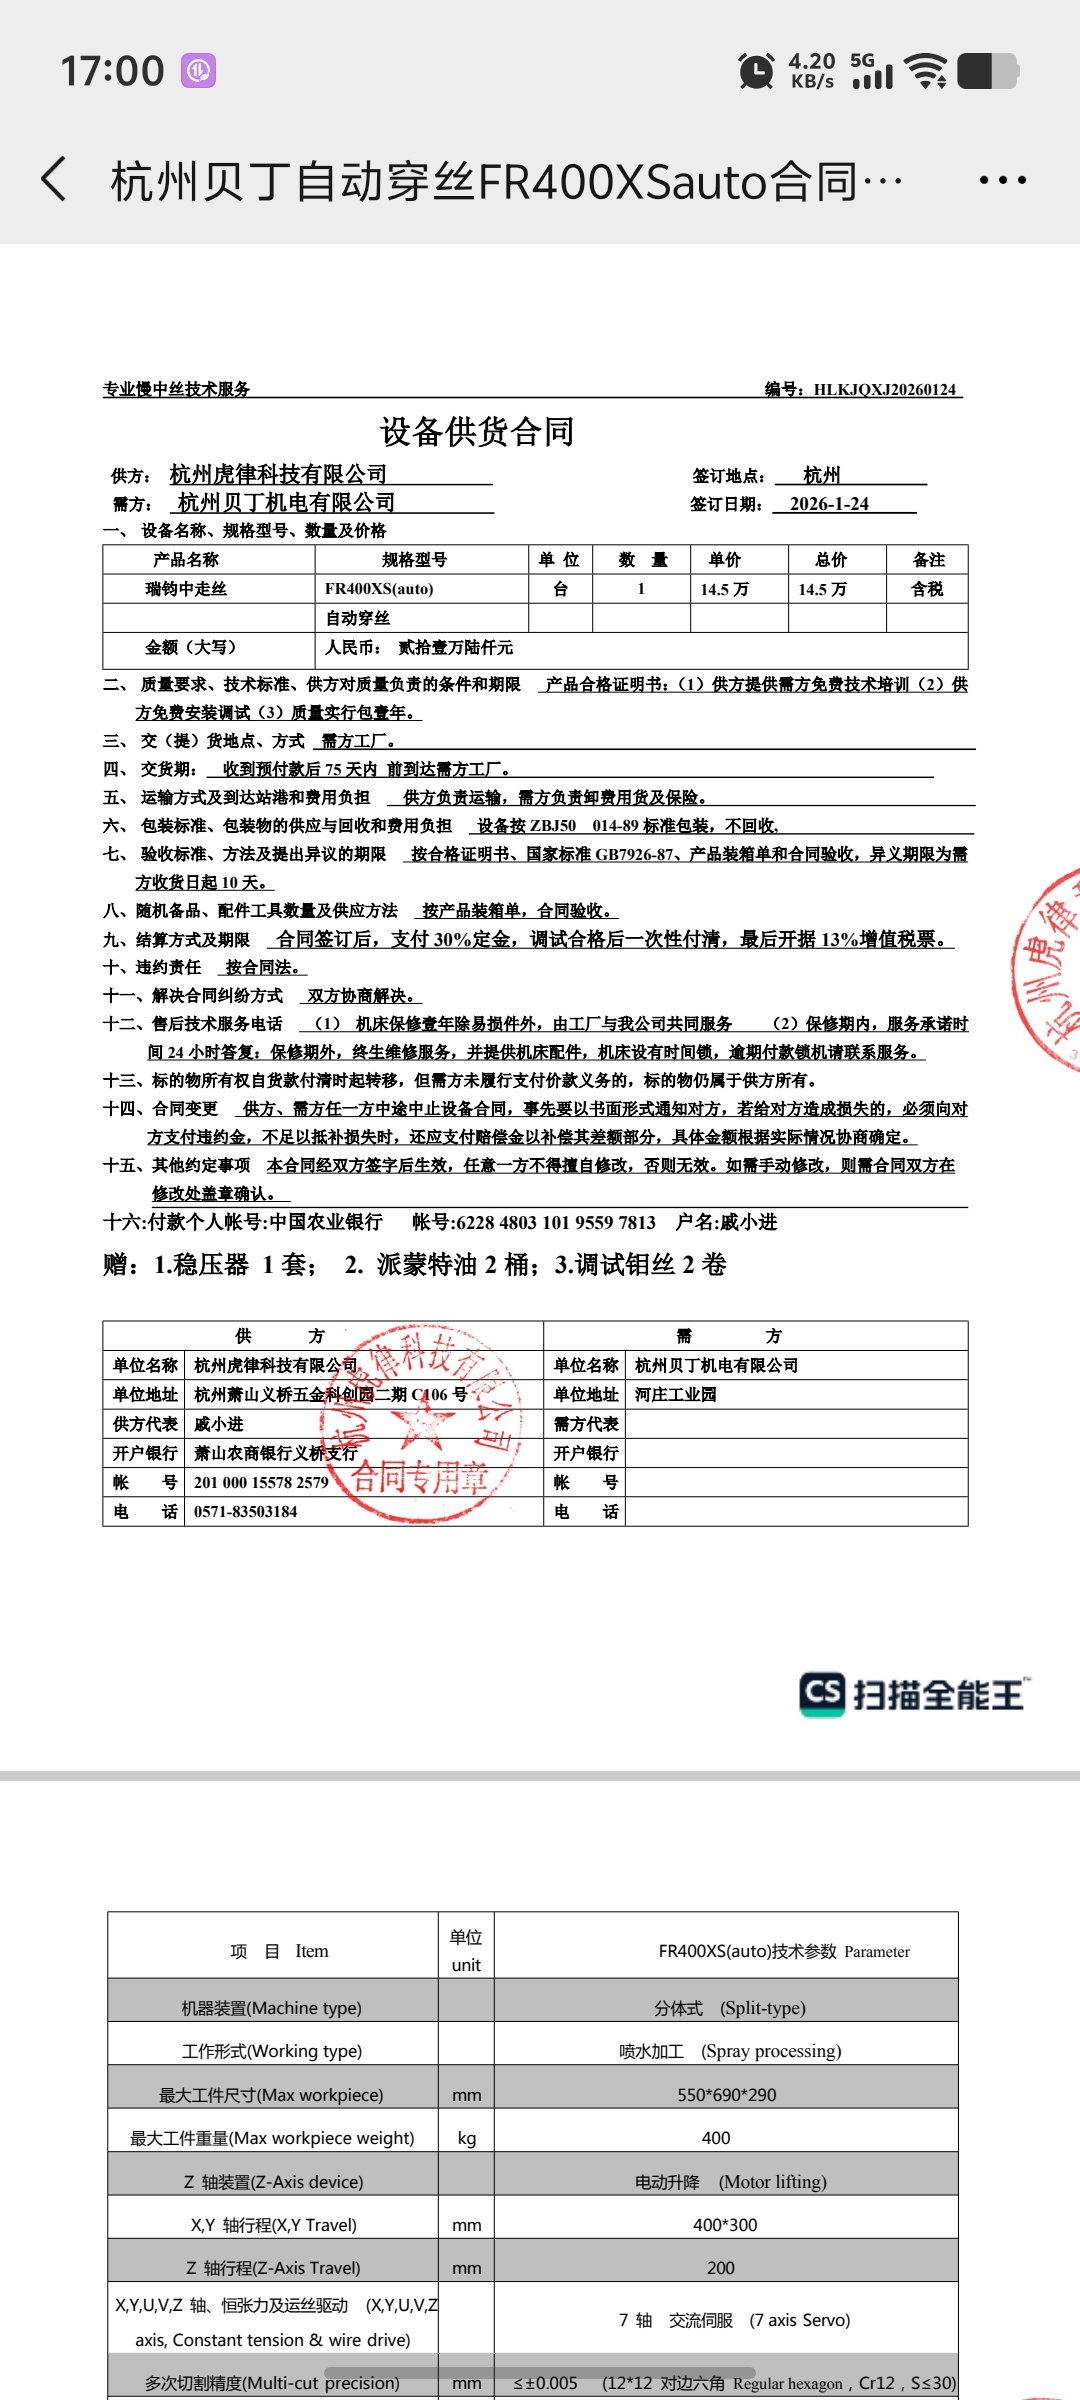 17:00
4.20 KB/s 5G
杭州贝丁自动穿丝FR400XSauto合同…
专业慢中丝技术服务 编号：HLKJQXJ20260124
设备供货合同
供方： 杭州虎律科技有限公司 签订地点： 杭州
需方： 杭州贝丁机电有限公司 签订日期： 2026-1-24
一、 设备名称、规格型号、数量及价格
产品名称 规格型号 单 位 数 量 单价 总价 备注
瑞钧中走丝 FR400XS(auto) 台 1 14.5 万 14.5 万 含税
自动穿丝
金额（大写） 人民币： 贰拾壹万陆仟元
二、 质量要求、技术标准、供方对质量负责的条件和期限 产品合格证明书：（1）供方提供需方免费技术培训（2）供
方免费安装调试（3）质量实行包壹年。
三、 交（提）货地点、方式 需方工厂。
四、 交货期： 收到预付款后 75 天内 前到达需方工厂。
五、 运输方式及到达站港和费用负担 供方负责运输，需方负责卸费用货及保险。
六、 包装标准、包装物的供应与回收和费用负担 设备按 ZBJ50 014-89 标准包装，不回收,
七、 验收标准、方法及提出异议的期限 按合格证明书、国家标准 GB7926-87、产品装箱单和合同验收，异义期限为需
方收货日起 10 天。
八、随机备品、配件工具数量及供应方法 按产品装箱单，合同验收。
九、结算方式及期限 合同签订后，支付 30%定金，调试合格后一次性付清，最后开据 13%增值税票。
十、违约责任 按合同法。
十一、解决合同纠纷方式 双方协商解决。
十二、售后技术服务电话 （1） 机床保修壹年除易损件外，由工厂与我公司共同服务 （2）保修期内，服务承诺时
间 24 小时答复：保修期外，终生维修服务，并提供机床配件，机床设有时间锁，逾期付款锁机请联系服务。
十三、标的物所有权自货款付清时起转移，但需方未履行支付价款义务的，标的物仍属于供方所有。
十四、合同变更 供方、需方任一方中途中止设备合同，事先要以书面形式通知对方，若给对方造成损失的，必须向对
方支付违约金，不足以抵补损失时，还应支付赔偿金以补偿其差额部分，具体金额根据实际情况协商确定。
十五、其他约定事项 本合同经双方签字后生效，任意一方不得擅自修改，否则无效。如需手动修改，则需合同双方在
修改处盖章确认。
十六:付款个人帐号:中国农业银行 帐号:6228 4803 101 9559 7813 户名:戚小进
赠：1.稳压器 1 套； 2. 派蒙特油 2 桶；3.调试钼丝 2 卷
供 方 需 方
单位名称 杭州虎律科技有限公司 单位名称 杭州贝丁机电有限公司
单位地址 杭州萧山义桥五金科创园二期 C106 号 单位地址 河庄工业园
供方代表 戚小进 需方代表
开户银行 萧山农商银行义桥支行 开户银行
帐 号 201 000 15578 2579 帐 号
电 话 0571-83503184 电 话
杭州虎律科技有限公司
合同专用章
杭州虎律科
CS 扫描全能王
项 目 Item 单位 unit FR400XS(auto)技术参数 Parameter
机器装置(Machine type) 分体式 (Split-type)
工作形式(Working type) 喷水加工 (Spray processing)
最大工件尺寸(Max workpiece) mm 550*690*290
最大工件重量(Max workpiece weight) kg 400
Z 轴装置(Z-Axis device) 电动升降 (Motor lifting)
X,Y 轴行程(X,Y Travel) mm 400*300
Z 轴行程(Z-Axis Travel) mm 200
X,Y,U,V,Z 轴、恒张力及运丝驱动 (X,Y,U,V,Z
axis, Constant tension & wire drive) 7 轴 交流伺服 (7 axis Servo)
多次切割精度(Multi-cut precision) mm ≤±0.005 (12*12 对边六角 Regular hexagon，Cr12，S≤30)